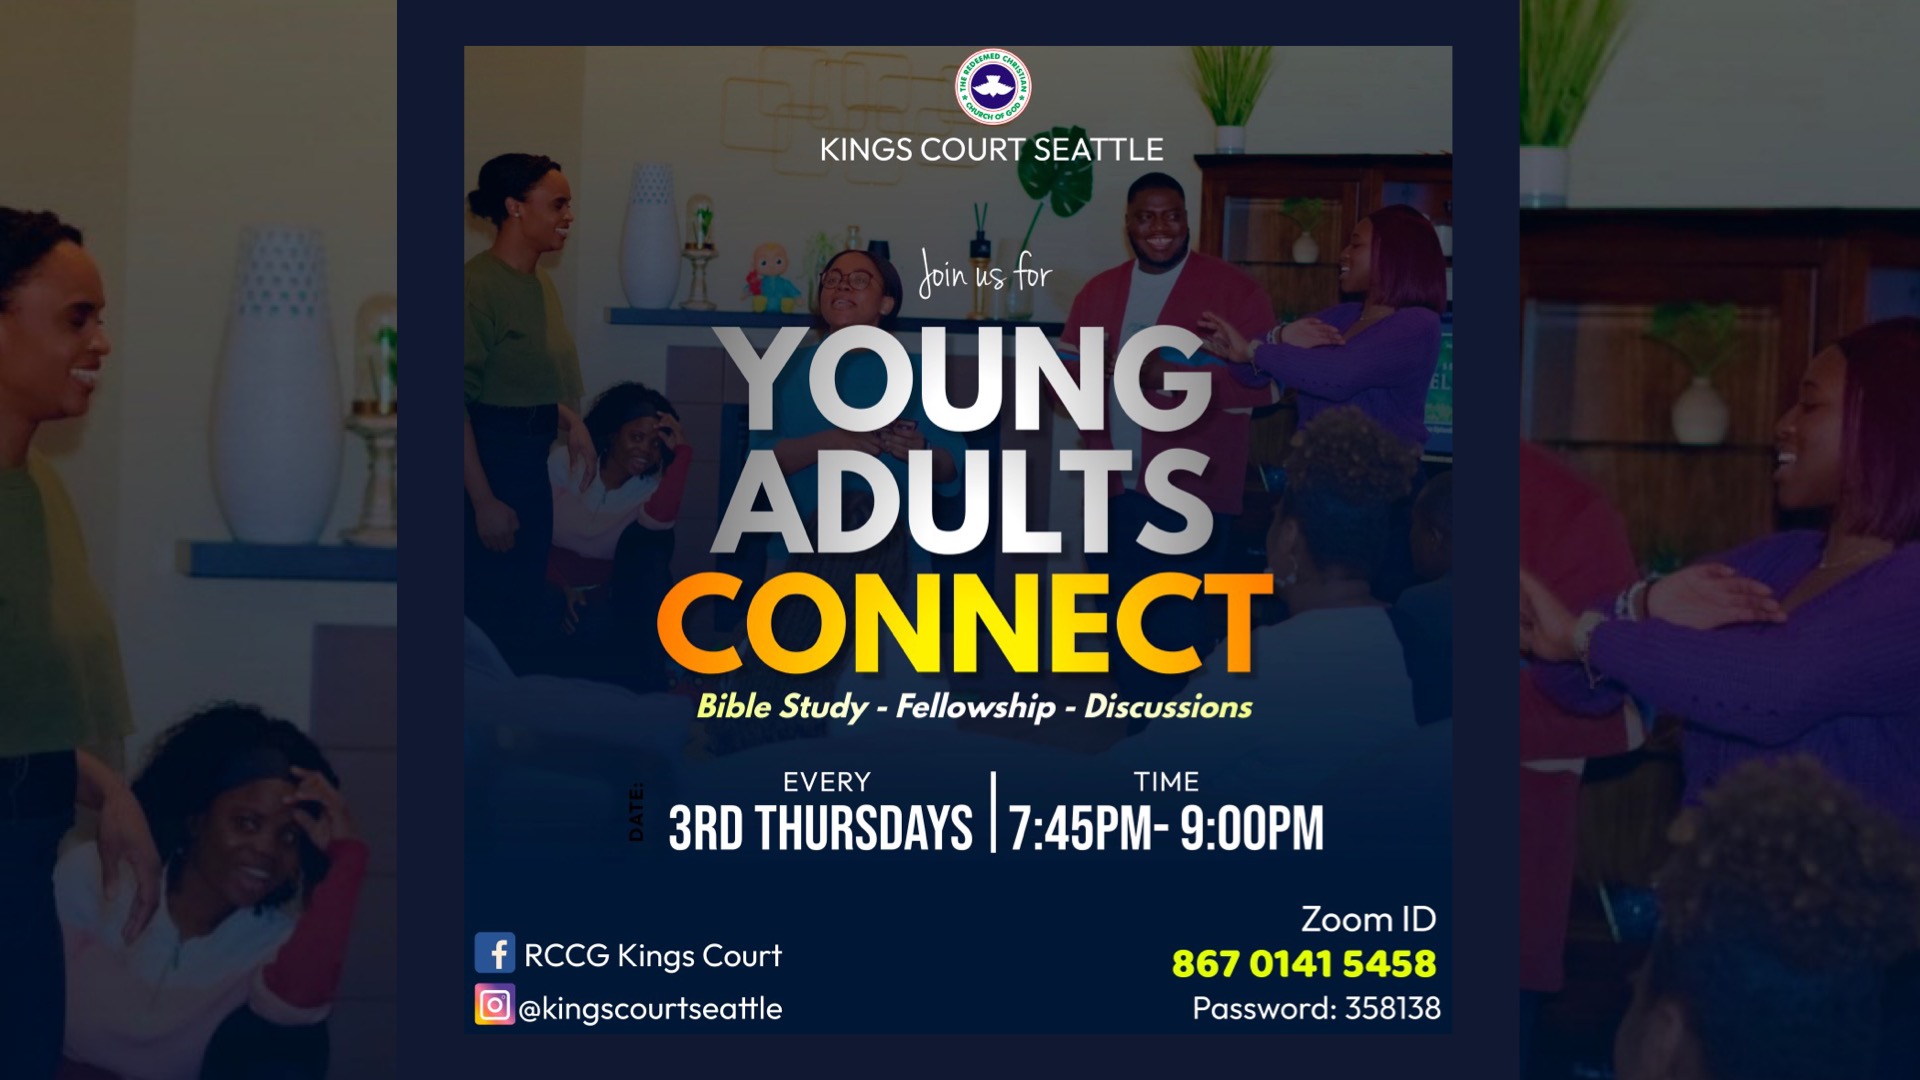 THE REDEEMED CHRISTIAN
CHURCH OF GOD
KINGS COURT SEATTLE
Join us for
YOUNG
ADULTS
CONNECT
Bible Study - Fellowship - Discussions
DATE:
EVERY
3RD THURSDAYS
TIME
7:45PM- 9:00PM
RCCG Kings Court
@kingscourtseattle
Zoom ID
867 0141 5458
Password: 358138